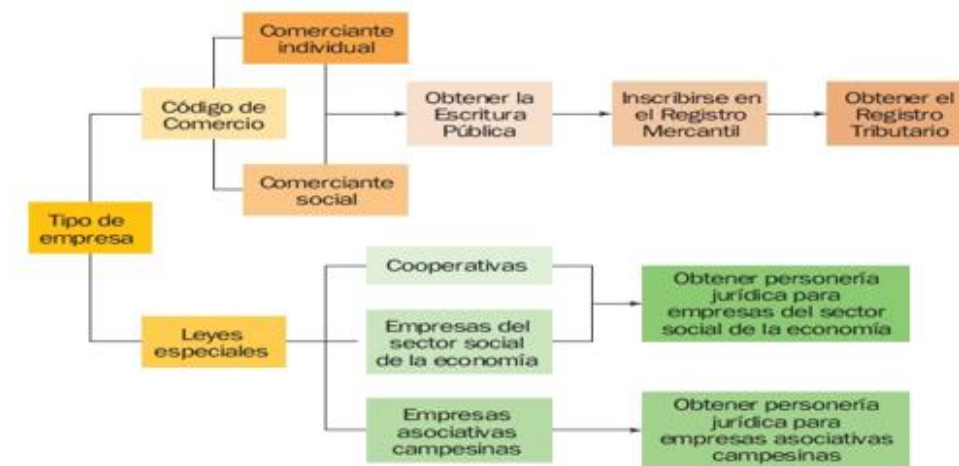 Comerciante
individual
Código de
Comercio
Obtener la
Escritura
Pública
Inscribirse en
el Registro
Mercantil
Obtener el
Registro
Tributario
Comerciante
social
Tipo de
empresa
Cooperativas
Obtener personería
jurídica para
empresas del sector
social de la economía
Leyes
especiales
Empresas del
sector social
de la economía
Empresas
asociativas
campesinas
Obtener personería
jurídica para
empresas asociativas
campesinas